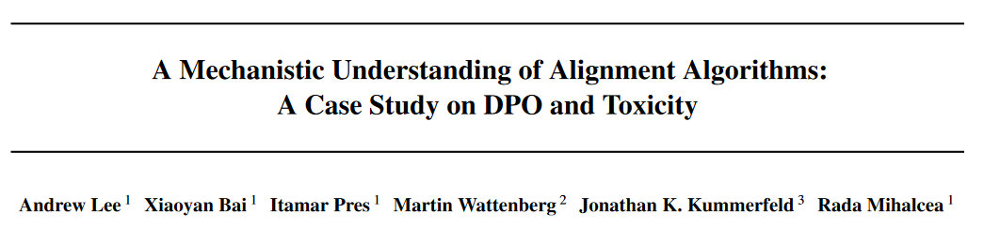 A Mechanistic Understanding of Alignment Algorithms:
A Case Study on DPO and Toxicity
Andrew Lee 1 Xiaoyan Bai 1 Itamar Pres 1 Martin Wattenberg 2 Jonathan K. Kummerfeld 3 Rada Mihalcea 1